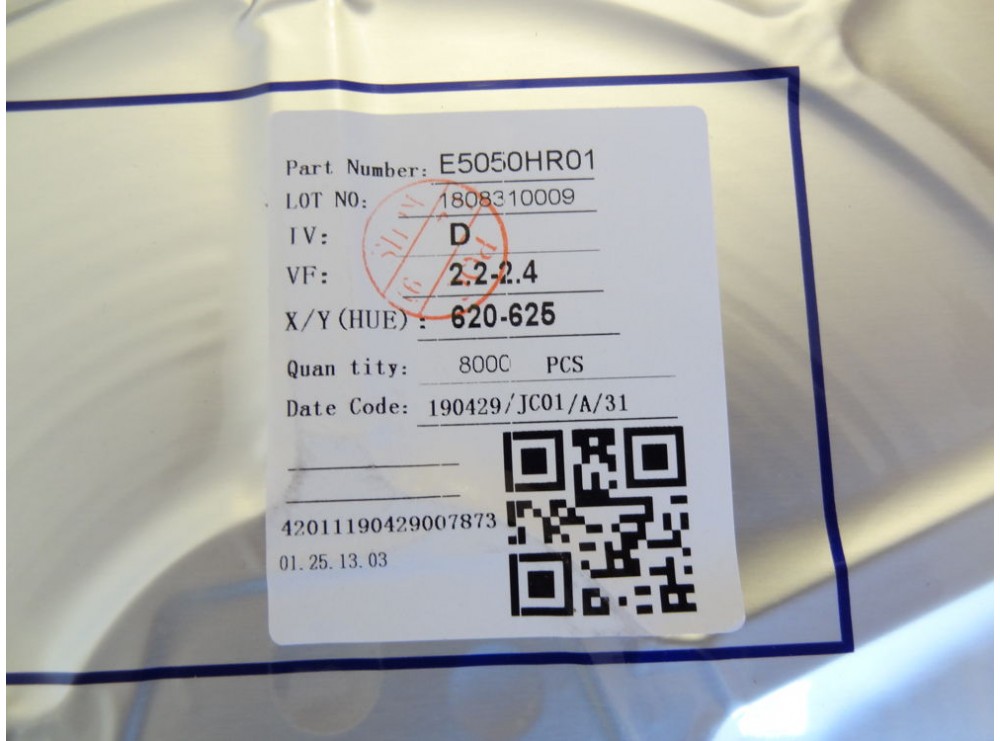 Part Number: E5050HR01
LOT NO: 1808310009
IV: D
VF: 2.2-2.4
X/Y(HUE): 620-625
Quan tity: 8000 PCS
Date Code: 190429/JC01/A/31
42011190429007873
01.25.13.03